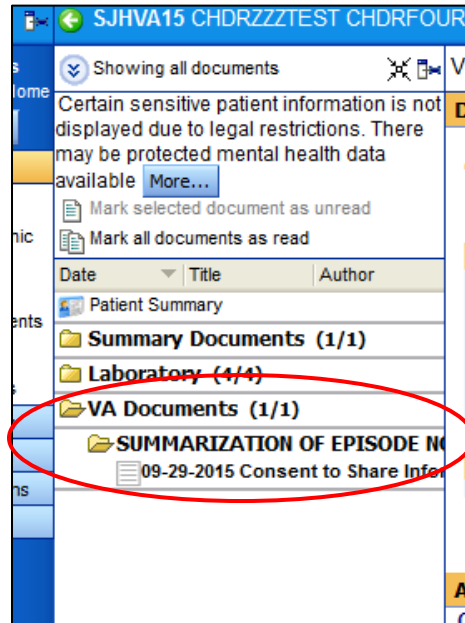 SJHVA15 CHDRZZZTEST CHDRFOUR
Showing all documents
Certain sensitive patient information is not
displayed due to legal restrictions. There
may be protected mental health data
available More...
Mark selected document as unread
Mark all documents as read
Date Title Author
Patient Summary
Summary Documents (1/1)
Laboratory (4/4)
VA Documents (1/1)
SUMMARIZATION OF EPISODE NO
09-29-2015 Consent to Share Infor